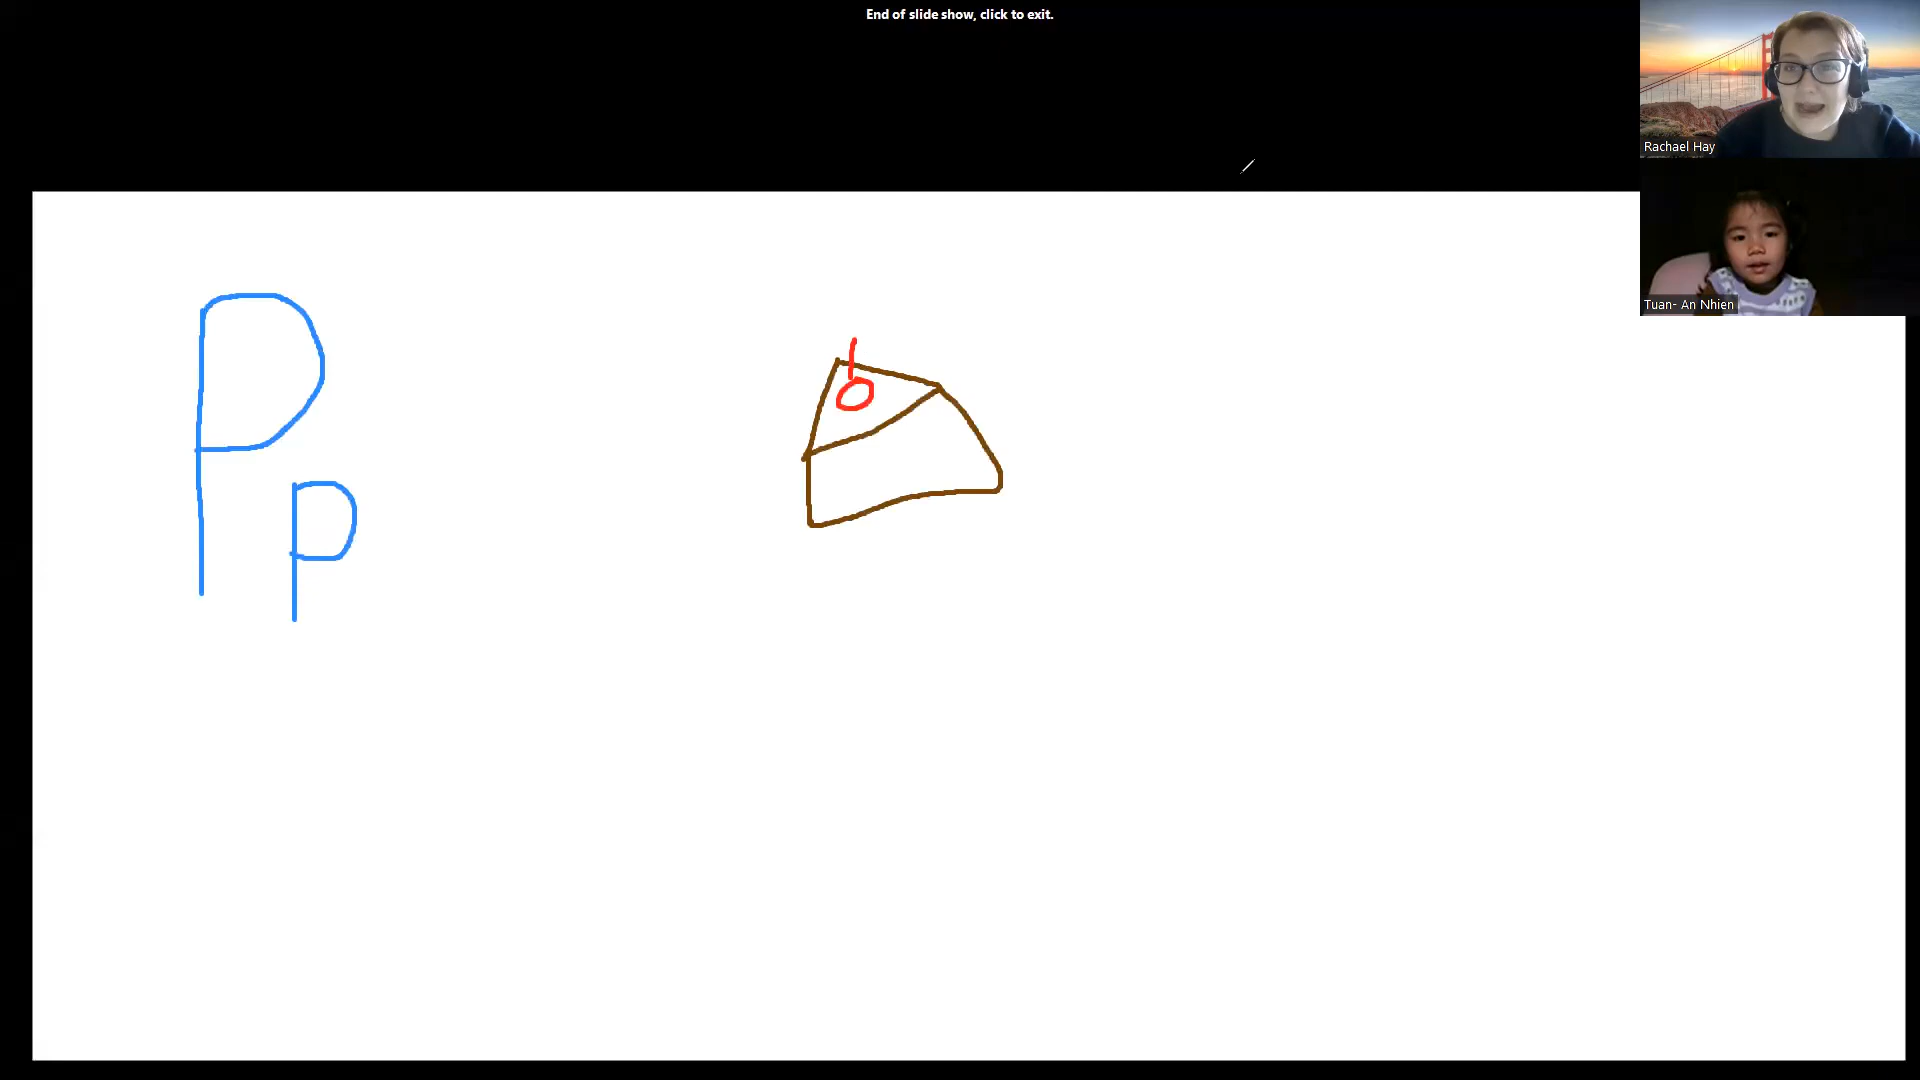 End of slide show, click to exit.
Rachael Hay
Tuan- An Nhien
P
p